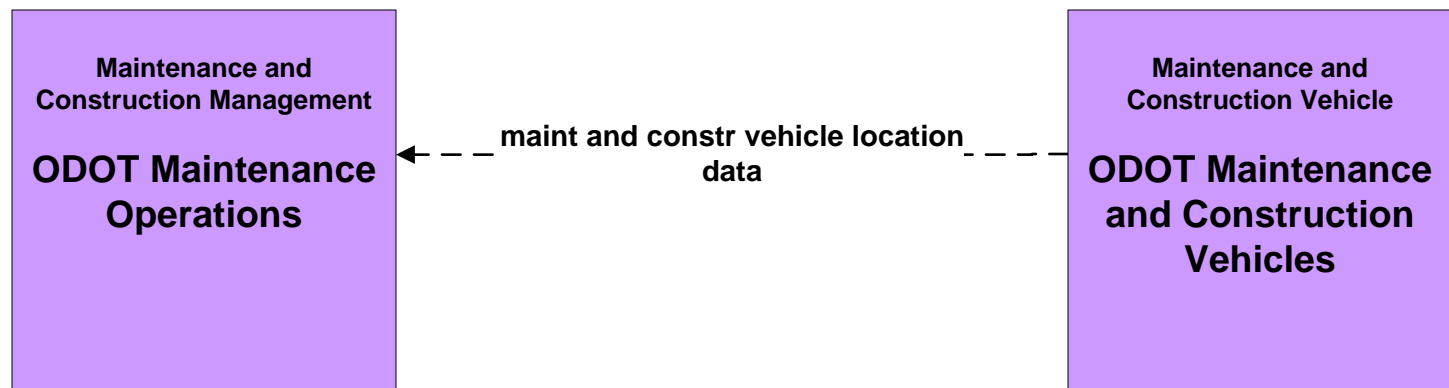 Maintenance and
Construction Management
ODOT Maintenance
Operations
maint and constr vehicle location
data
Maintenance and
Construction Vehicle
ODOT Maintenance
and Construction
Vehicles